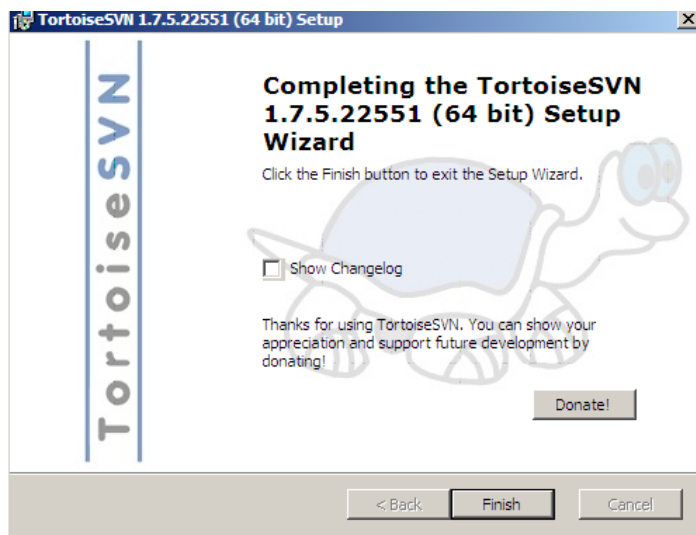 TortoiseSVN 1.7.5.22551 (64 bit) Setup
TortoiseSVN
Completing the TortoiseSVN
1.7.5.22551 (64 bit) Setup
Wizard
Click the Finish button to exit the Setup Wizard.
Show Changelog
Thanks for using TortoiseSVN. You can show your
appreciation and support future development by
donating!
Donate!
< Back
Finish
Cancel